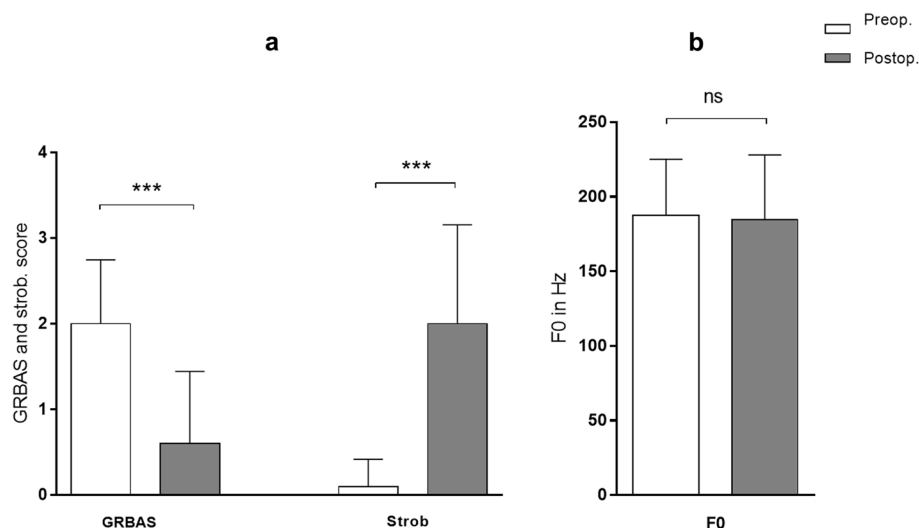 Preop.
Postop.
a
GRBAS and strob. score
4
3
2
1
0
***
***
GRBAS
Strob
b
F0 in Hz
250
200
150
100
50
0
ns
F0